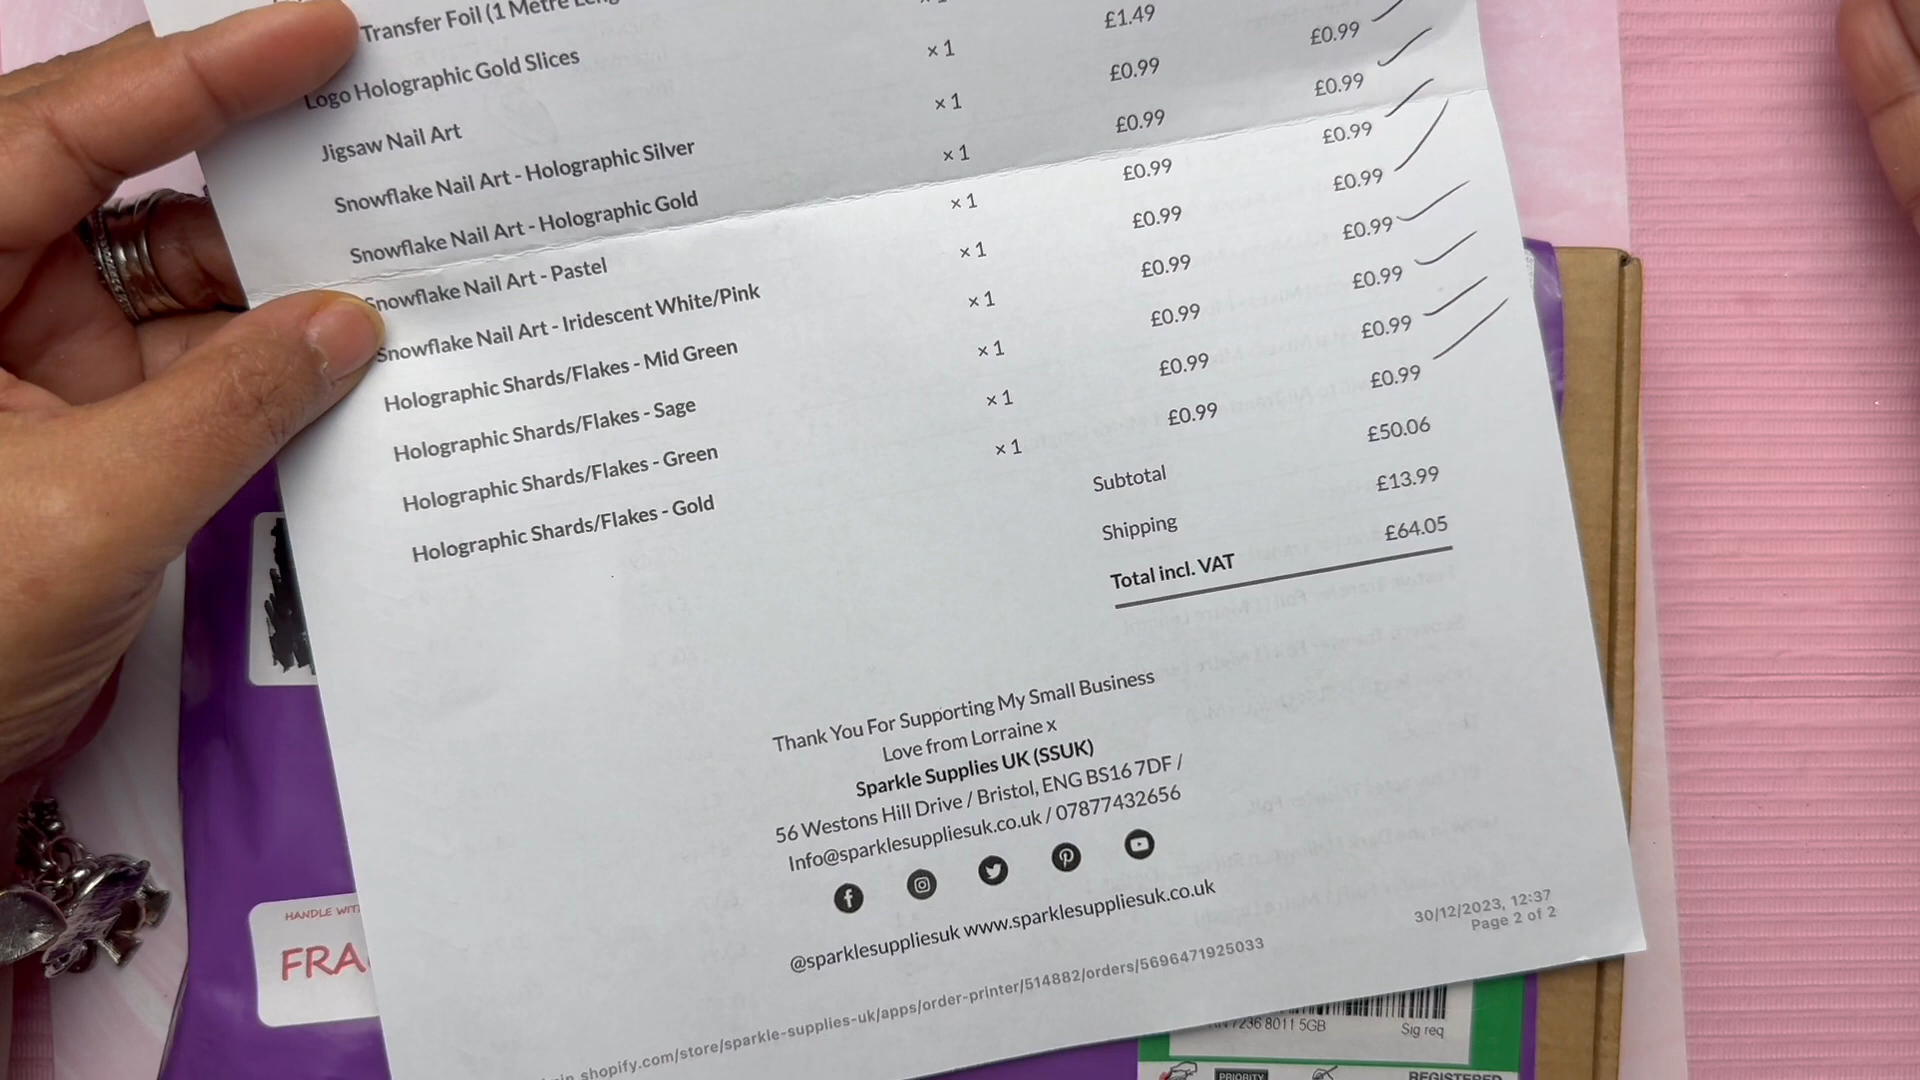 Transfer Foil (1 Metre
Logo Holographic Gold Slices
Jigsaw Nail Art × 1 £1.49
Snowflake Nail Art - Holographic Silver × 1 £0.99 £0.99
Snowflake Nail Art - Holographic Gold × 1 £0.99 £0.99
Snowflake Nail Art - Pastel × 1 £0.99 £0.99
Snowflake Nail Art - Iridescent White/Pink × 1 £0.99 £0.99
Holographic Shards/Flakes - Mid Green × 1 £0.99 £0.99
Holographic Shards/Flakes - Sage × 1 £0.99 £0.99
Holographic Shards/Flakes - Green × 1 £0.99 £0.99
Holographic Shards/Flakes - Gold × 1 £0.99 £0.99
Subtotal £50.06
Shipping £13.99
Total incl. VAT £64.05
Thank You For Supporting My Small Business
Love from Lorraine x
Sparkle Supplies UK (SSUK)
56 Westons Hill Drive / Bristol, ENG BS16 7DF /
Info@sparklesuppliesuk.co.uk / 07877432656
@sparklesuppliesuk www.sparklesuppliesuk.co.uk
30/12/2023, 12:37
Page 2 of 2
shopify.com/store/sparkle-supplies-uk/apps/order-printer/514882/orders/5696471925033
HANDLE WIT
FRA
7236 8011 5GB
Sig req
PRIORITY
REGISTERED